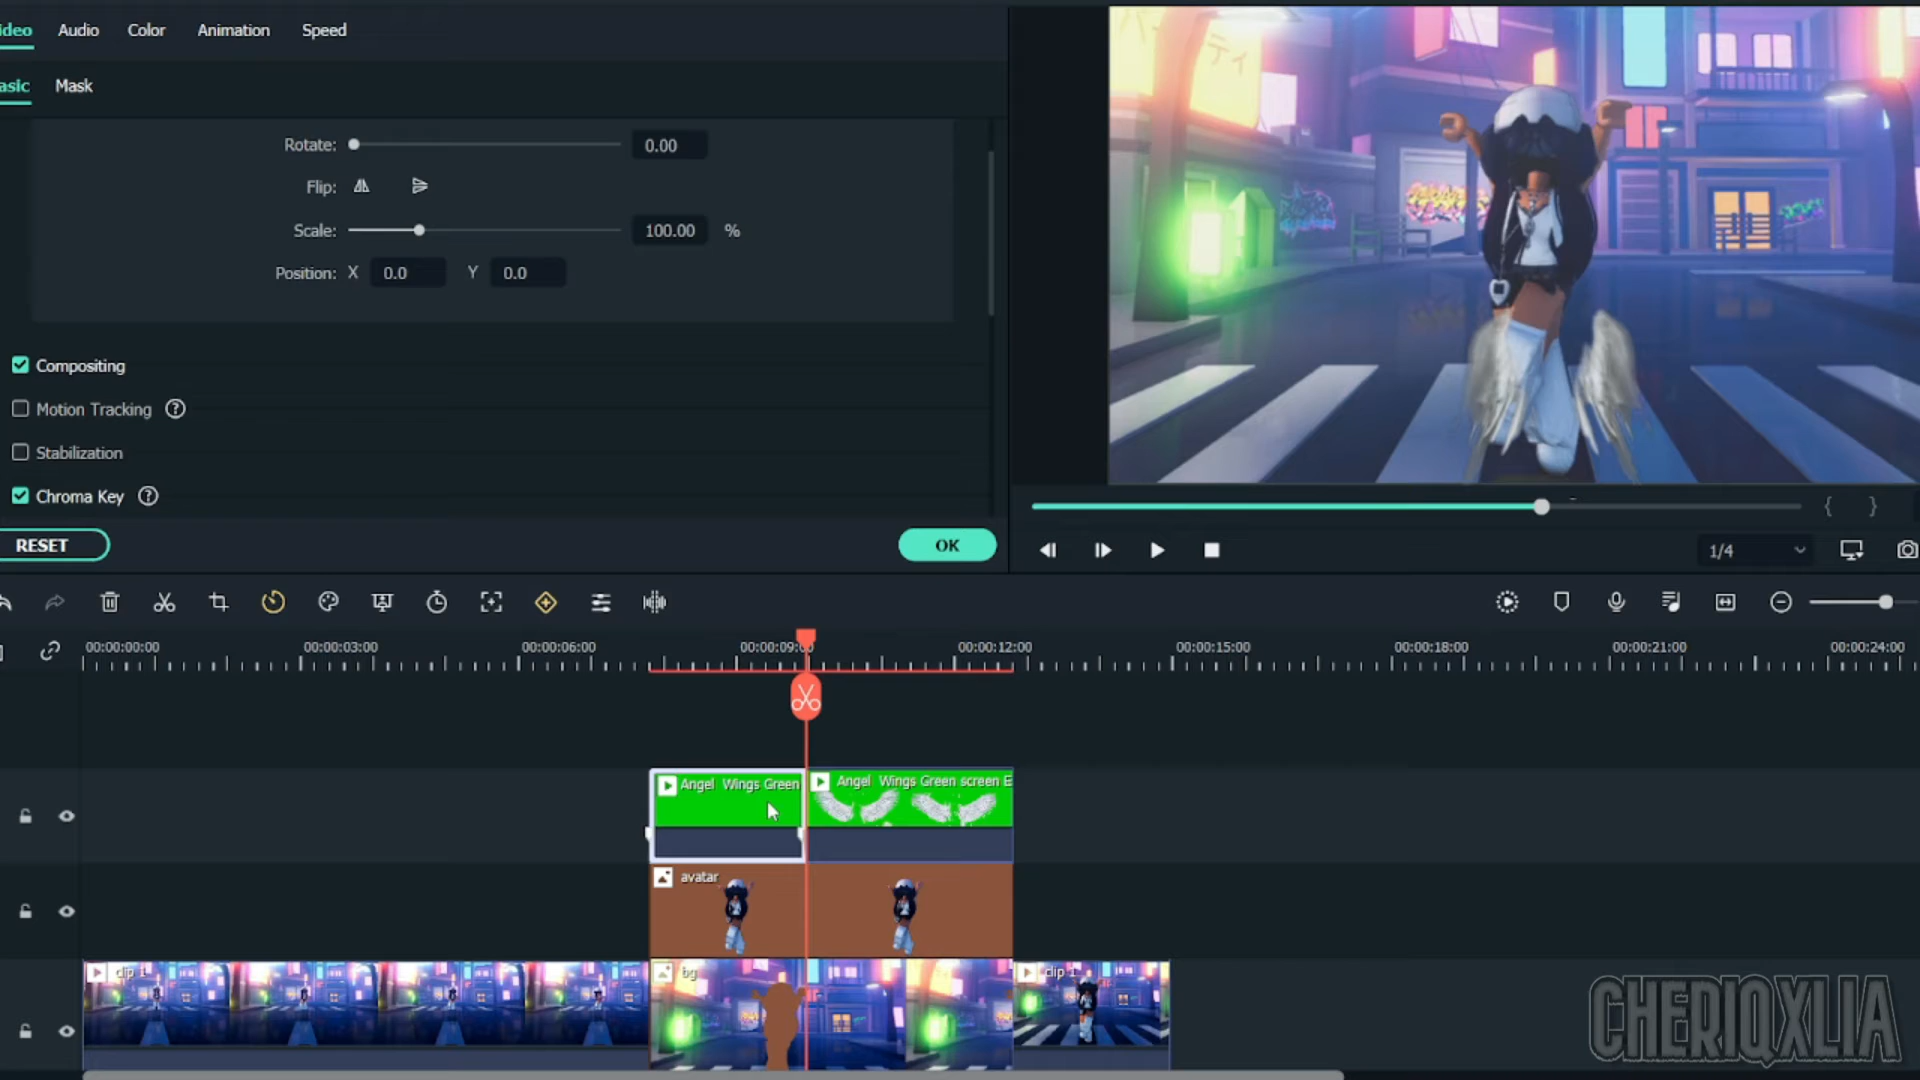 ideo Audio Color Animation Speed
asic Mask
Rotate: 0.00
Flip:
Scale: 100.00 %
Position: X 0.0 Y 0.0
Compositing
Motion Tracking ?
Stabilization
Chroma Key ?
RESET OK
1/4
00:00:00:00 00:00:03:00 00:00:06:00 00:00:09:00 00:00:12:00 00:00:15:00 00:00:18:00 00:00:21:00 00:00:24:00
Angel Wings Green Angel Wings Green screen E
avatar
clip 1 bg clip 1
CHERIQXLIA